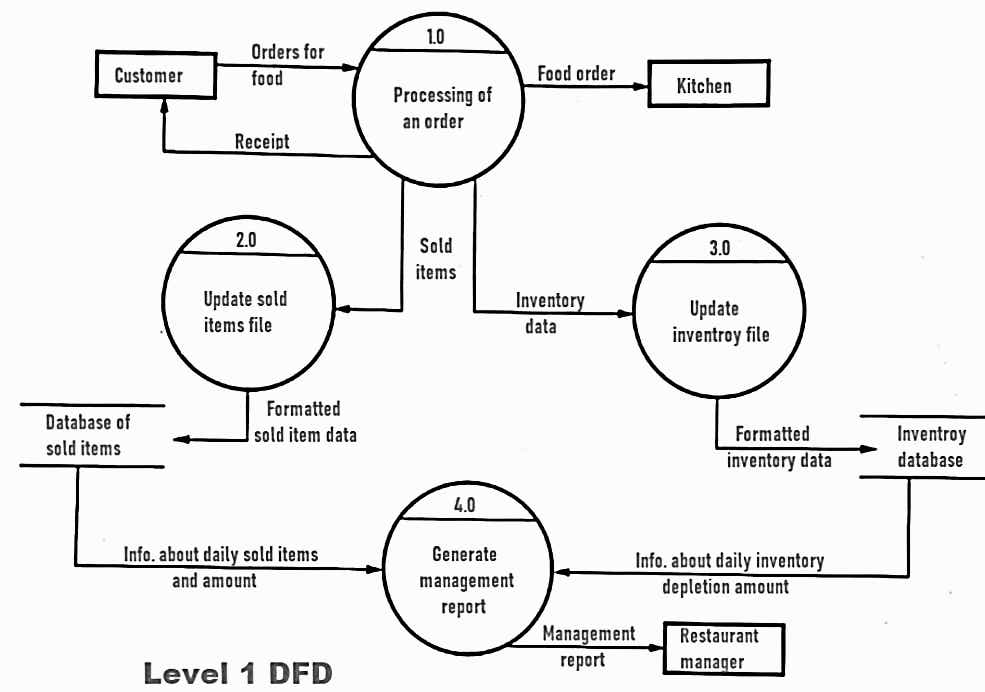 1.0
Orders for
food
Customer
Processing of
an order
Food order
Kitchen
Receipt
2.0
Sold
items
3.0
Update sold
items file
Inventory
data
Update
inventroy file
Formatted
sold item data
Database of
sold items
Formatted
inventory data
Inventroy
database
4.0
Generate
management
report
Info. about daily sold items
and amount
Info. about daily inventory
depletion amount
Management
report
Restaurant
manager
Level 1 DFD